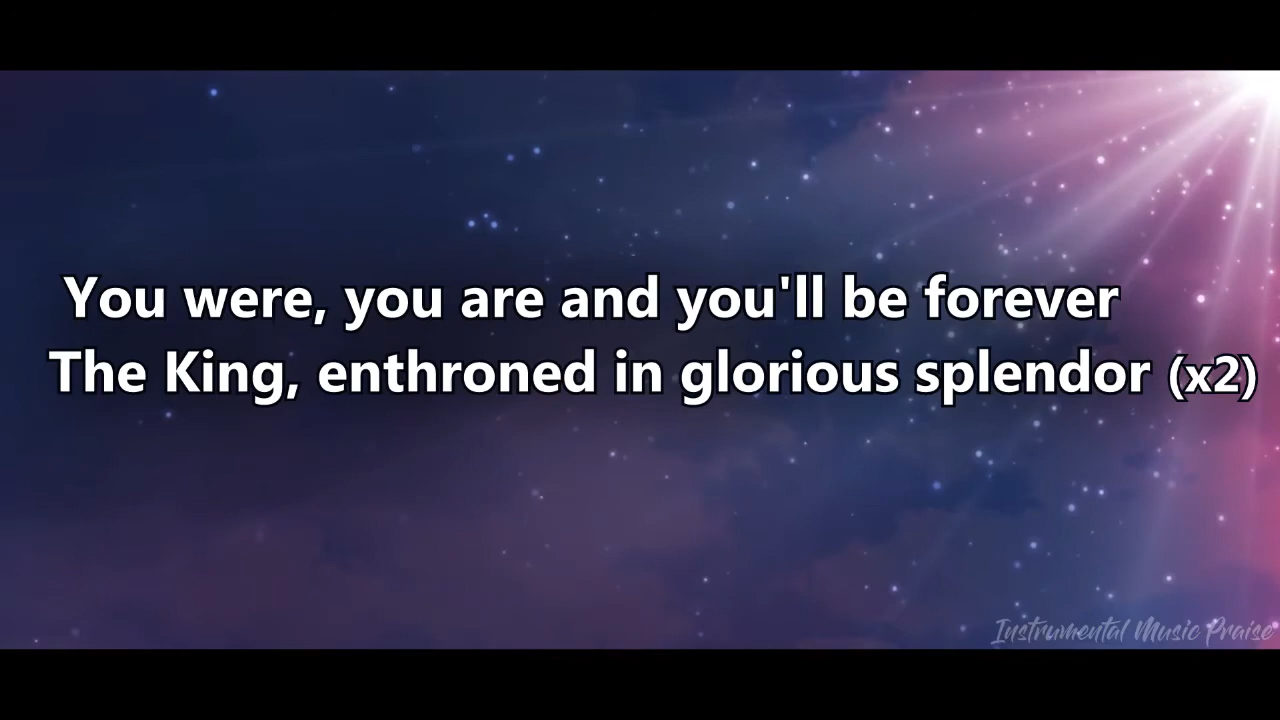 You were, you are and you'll be forever
The King, enthroned in glorious splendor (x2)
Instrumental Music Praise